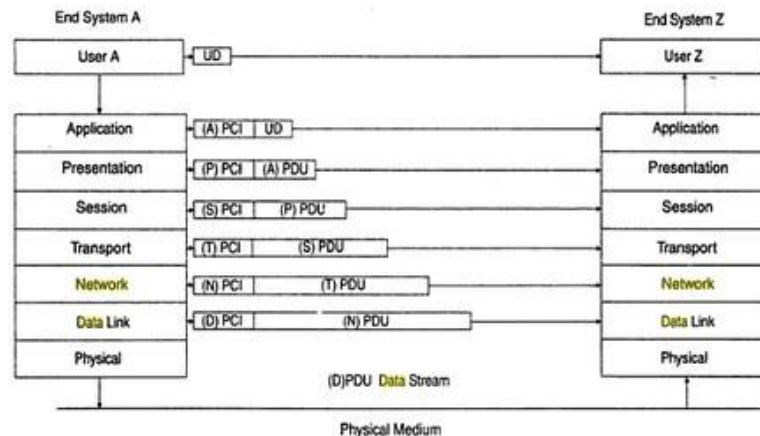 End System A End System Z
User A UD User Z
Application (A) PCI UD Application
Presentation (P) PCI (A) PDU Presentation
Session (S) PCI (P) PDU Session
Transport (T) PCI (S) PDU Transport
Network (N) PCI (T) PDU Network
Data Link (D) PCI (N) PDU Data Link
Physical Physical
(D)PDU Data Stream
Physical Medium